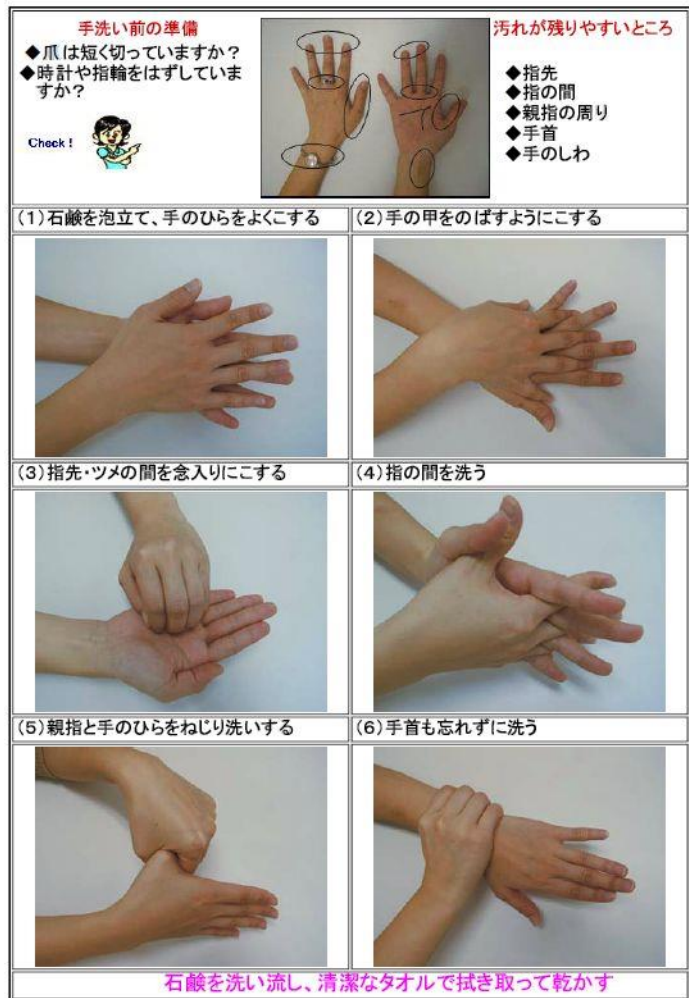 手洗い前の準備
◆爪は短く切っていますか？
◆時計や指輪をはずしていま
すか？
Check！
汚れが残りやすいところ
◆指先
◆指の間
◆親指の周り
◆手首
◆手のしわ
(1)石鹸を泡立て、手のひらをよくこする
(2)手の甲をのばすようにこする
(3)指先・ツメの間を念入りにこする
(4)指の間を洗う
(5)親指と手のひらをねじり洗いする
(6)手首も忘れずに洗う
石鹸を洗い流し、清潔なタオルで拭き取って乾かす